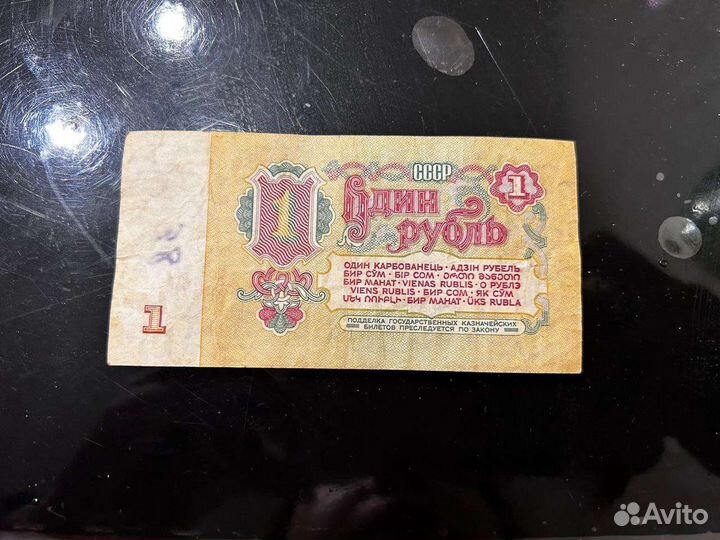 СССР
1
1
Один
рубль
ОДИН КАРБОВАНЕЦЬ · АДЗІН РУБЕЛЬ
БИР СЎМ · БІР СОМ · ᲔᲠᲗᲘ ᲛᲐᲜᲔᲗᲘ
БИР МАНАТ · VIENAS RUBLIS · О РУБЛЭ
VIENS RUBLIS · БИР СОМ · ЯК СЎМ
ՄԵԿ ՌՈՒԲԼԻ · БИР МАНАТ · ÜKS RUBLA
ПОДДЕЛКА ГОСУДАРСТВЕННЫХ КАЗНАЧЕЙСКИХ
БИЛЕТОВ ПРЕСЛЕДУЕТСЯ ПО ЗАКОНУ
1
Avito